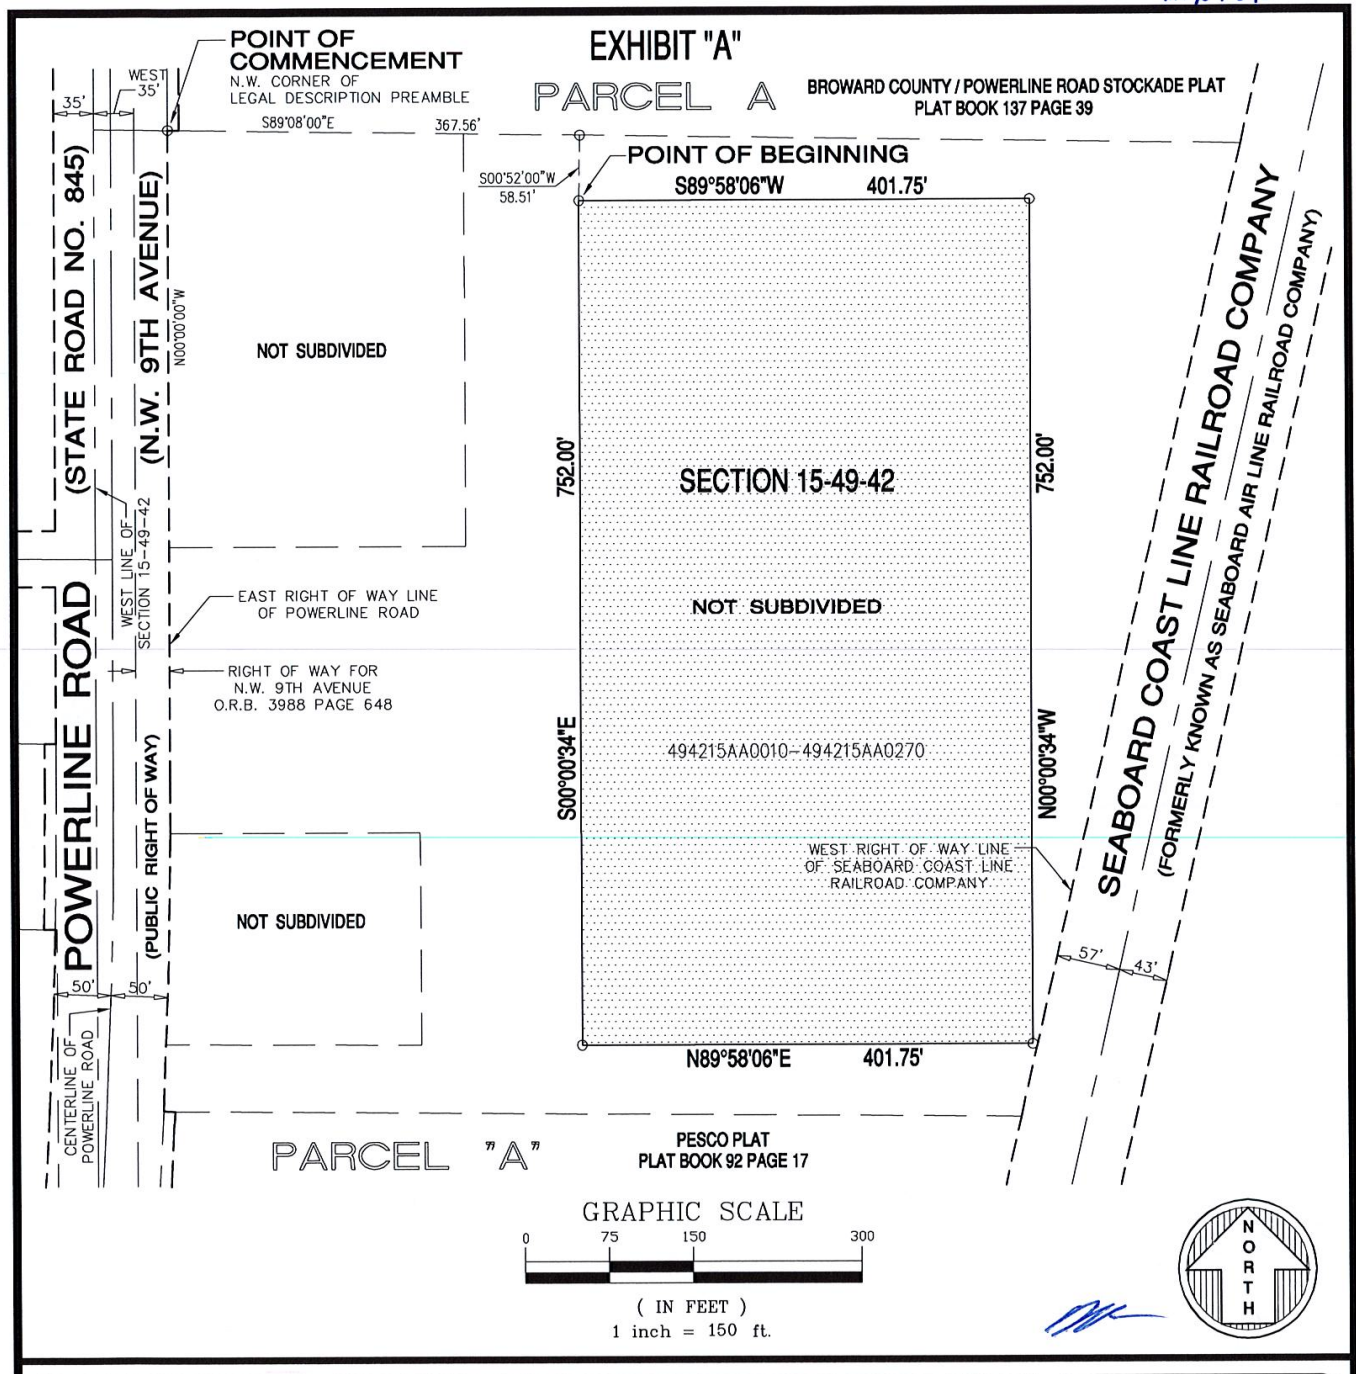 EXHIBIT "A"
POINT OF
COMMENCEMENT
N.W. CORNER OF
LEGAL DESCRIPTION PREAMBLE
PARCEL A
BROWARD COUNTY / POWERLINE ROAD STOCKADE PLAT
PLAT BOOK 137 PAGE 39
WEST
35'
35'
S89°08'00"E 367.56'
POINT OF BEGINNING
S00°52'00"W
58.51'
S89°58'06"W 401.75'
(STATE ROAD NO. 845)
(N.W. 9TH AVENUE)
N00°00'00"W
NOT SUBDIVIDED
752.00'
SECTION 15-49-42
752.00'
SEABOARD COAST LINE RAILROAD COMPANY
(FORMERLY KNOWN AS SEABOARD AIR LINE RAILROAD COMPANY)
WEST LINE OF
SECTION 15-49-42
EAST RIGHT OF WAY LINE
OF POWERLINE ROAD
NOT SUBDIVIDED
RIGHT OF WAY FOR
N.W. 9TH AVENUE
O.R.B. 3988 PAGE 648
POWERLINE ROAD
(PUBLIC RIGHT OF WAY)
S00°00'34"E
494215AA0010-494215AA0270
N00°00'34"W
WEST RIGHT OF WAY LINE
OF SEABOARD COAST LINE
RAILROAD COMPANY
NOT SUBDIVIDED
57'
43'
50'
50'
CENTERLINE OF
POWERLINE ROAD
N89°58'06"E 401.75'
PARCEL "A"
PESCO PLAT
PLAT BOOK 92 PAGE 17
GRAPHIC SCALE
0 75 150 300
( IN FEET )
1 inch = 150 ft.
NORTH